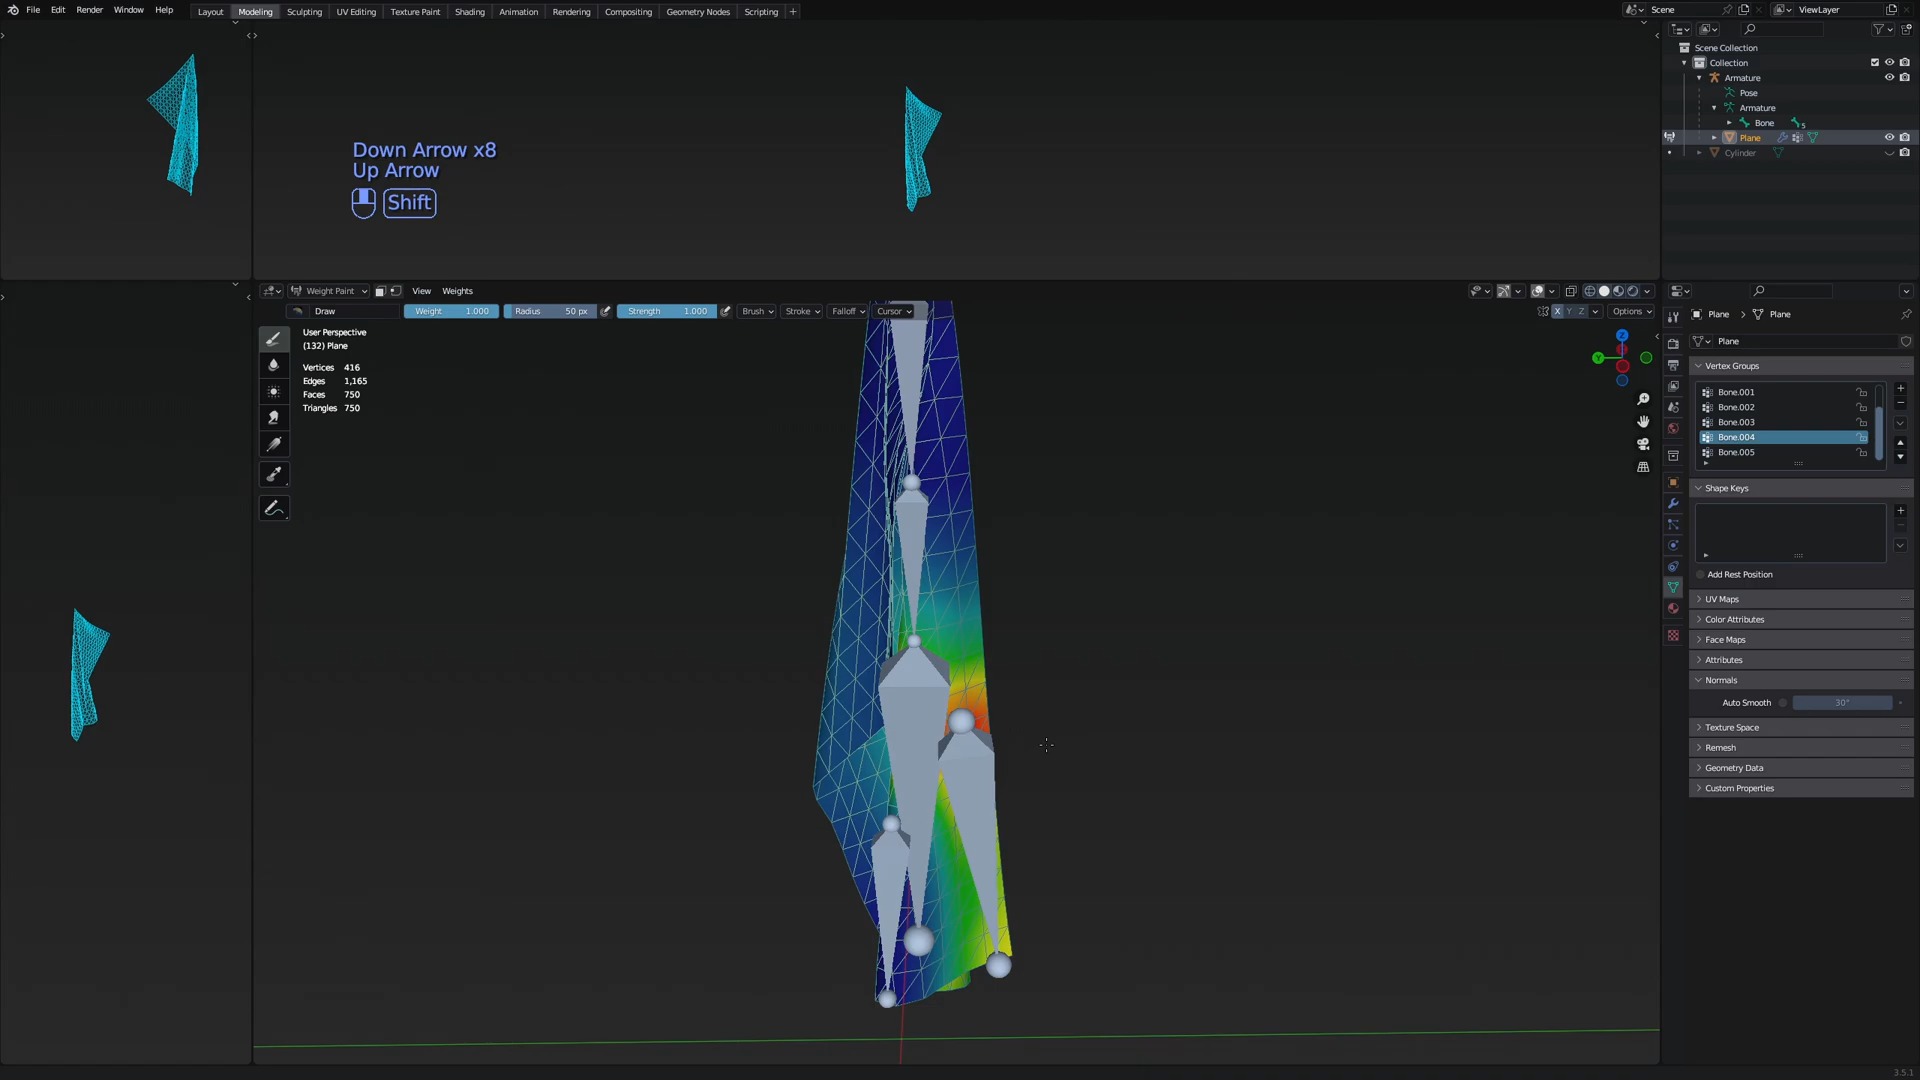 File Edit Render Window Help
Layout Modeling Sculpting UV Editing Texture Paint Shading Animation Rendering Compositing Geometry Nodes Scripting +
Scene
ViewLayer
Scene Collection
Collection
Armature
Pose
Armature
Bone 5
Plane
Cylinder
Down Arrow x8
Up Arrow
Shift
Weight Paint View Weights
Draw Weight 1.000 Radius 50 px Strength 1.000 Brush Stroke Falloff Cursor
X Y Z Options
User Perspective
(132) Plane
Vertices 416
Edges 1,165
Faces 750
Triangles 750
Z
Y
Plane > Plane
Plane
Vertex Groups
Bone.001
Bone.002
Bone.003
Bone.004
Bone.005
Shape Keys
Add Rest Position
UV Maps
Color Attributes
Face Maps
Attributes
Normals
Auto Smooth 30°
Texture Space
Remesh
Geometry Data
Custom Properties
3.5.1